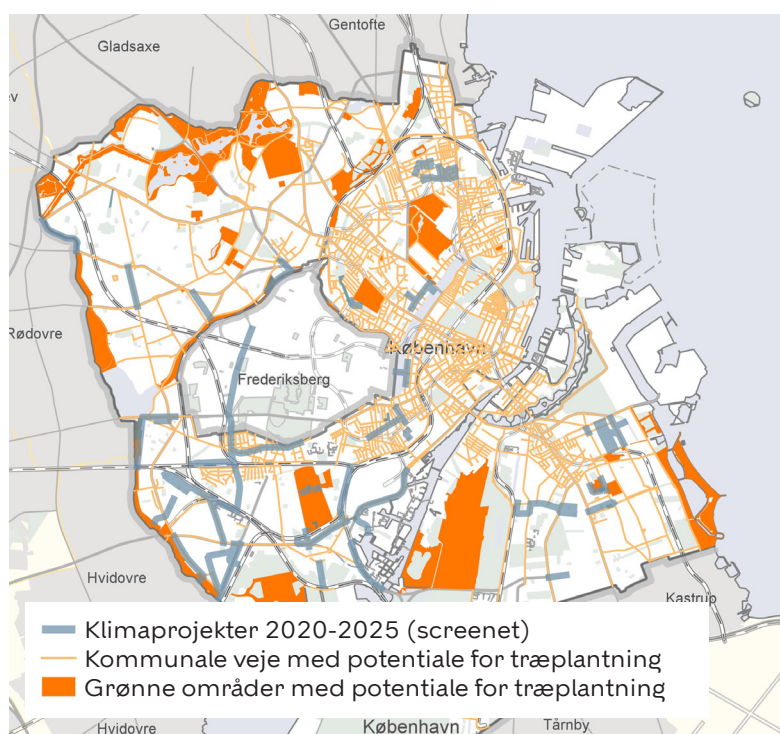 Gentofte
Gladsaxe
ev
Rødovre
København
Frederiksberg
Hvidovre
Kastrup
Klimaprojekter 2020-2025 (screenet)
Kommunale veje med potentiale for træplantning
Grønne områder med potentiale for træplantning
Hvidovre
København
Tårnby